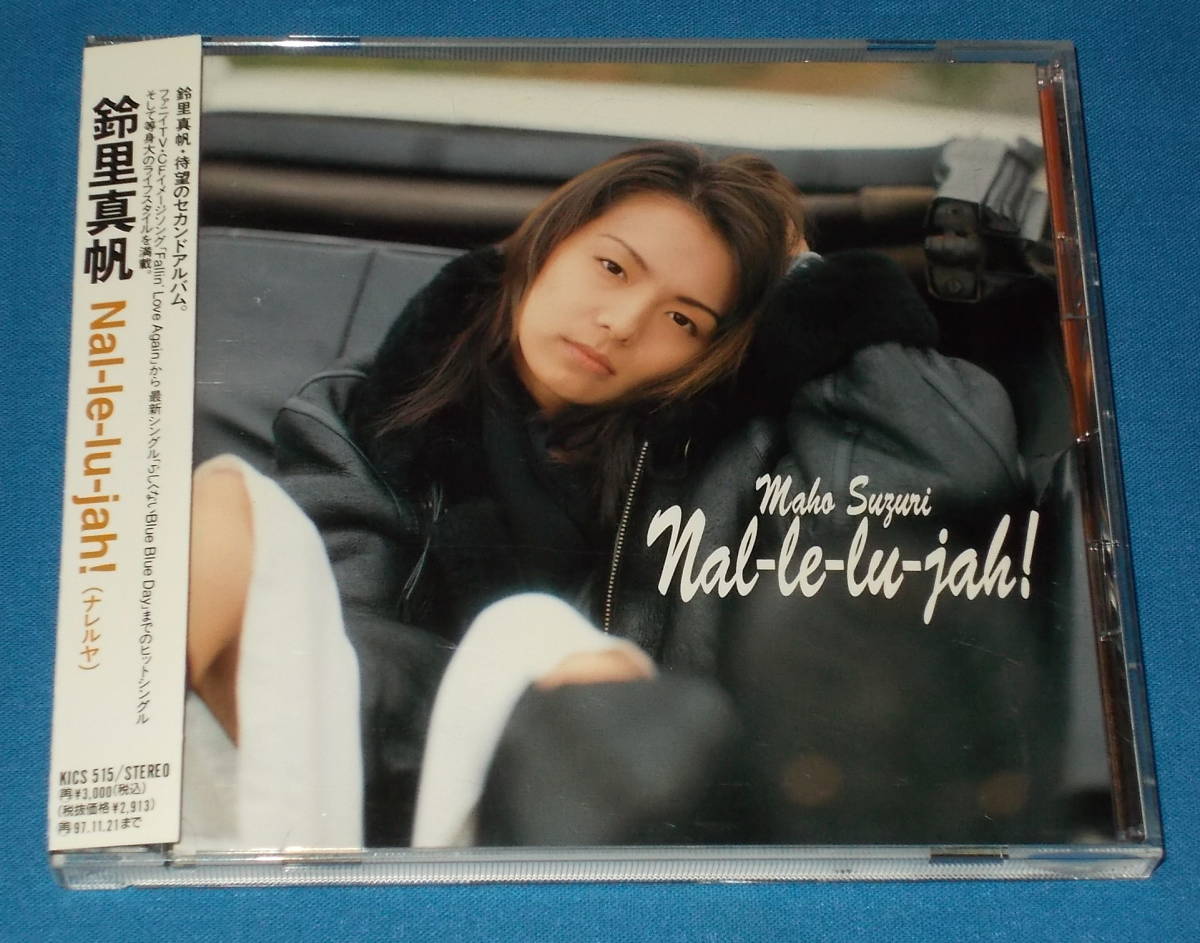 鈴里真帆 Nal-le-lu-jah!(ナレルヤ)
鈴里真帆・待望のセカンドアルバム。
ファニイTV・CFイメージソング「Fallin' Love Again」から最新シングル「らしくないBlue Blue Day」までのヒットシングル
そして等身大のライフスタイルを満載。
KICS 515/STEREO
再¥3,000(税込)
(税抜価格¥2,913)
再97.11.21まで
Maho Suzuri
Nal-le-lu-jah!